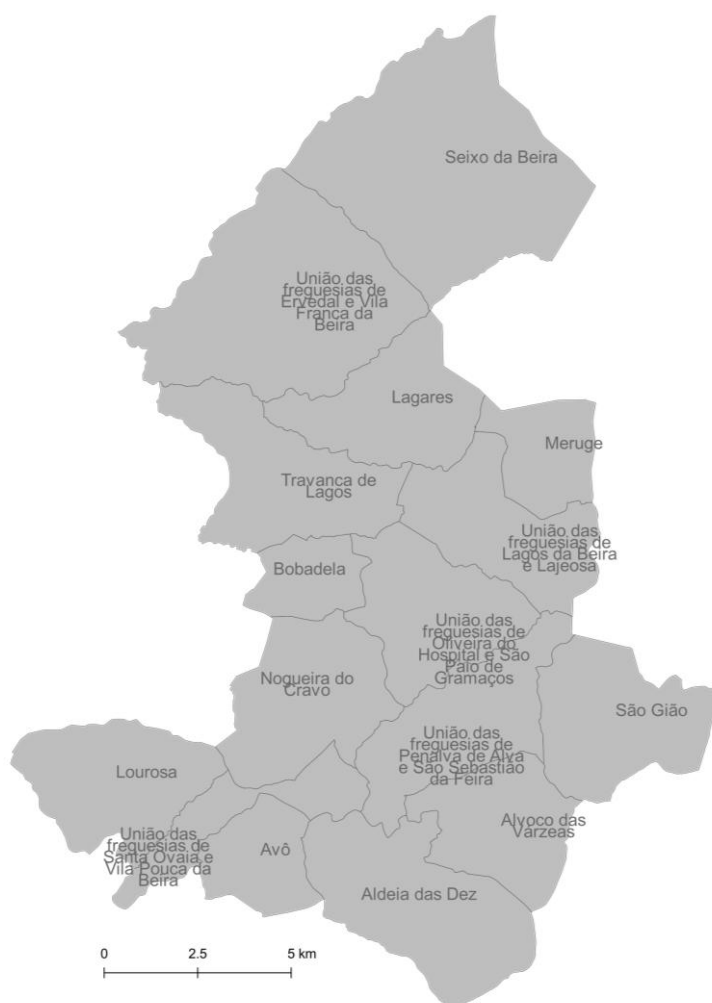 Seixo da Beira
União das
freguesias de
Ervedal e Vila
Franca da
Beira
Lagares
Meruge
Travanca de
Lagos
União das
freguesias de
Lagos da Beira
e Lajeosa
Bobadela
União das
freguesias de
Oliveira do
Hospital e São
Paio de
Gramaços
Nogueira do
Cravo
São Gião
União das
freguesias de
Penalva de Alva
e São Sebastião
da Feira
Lourosa
Alvoco das
Várzeas
União das
freguesias de
Santa Ovaia e
Vila Pouca da
Beira
Avô
Aldeia das Dez
0 2.5 5 km